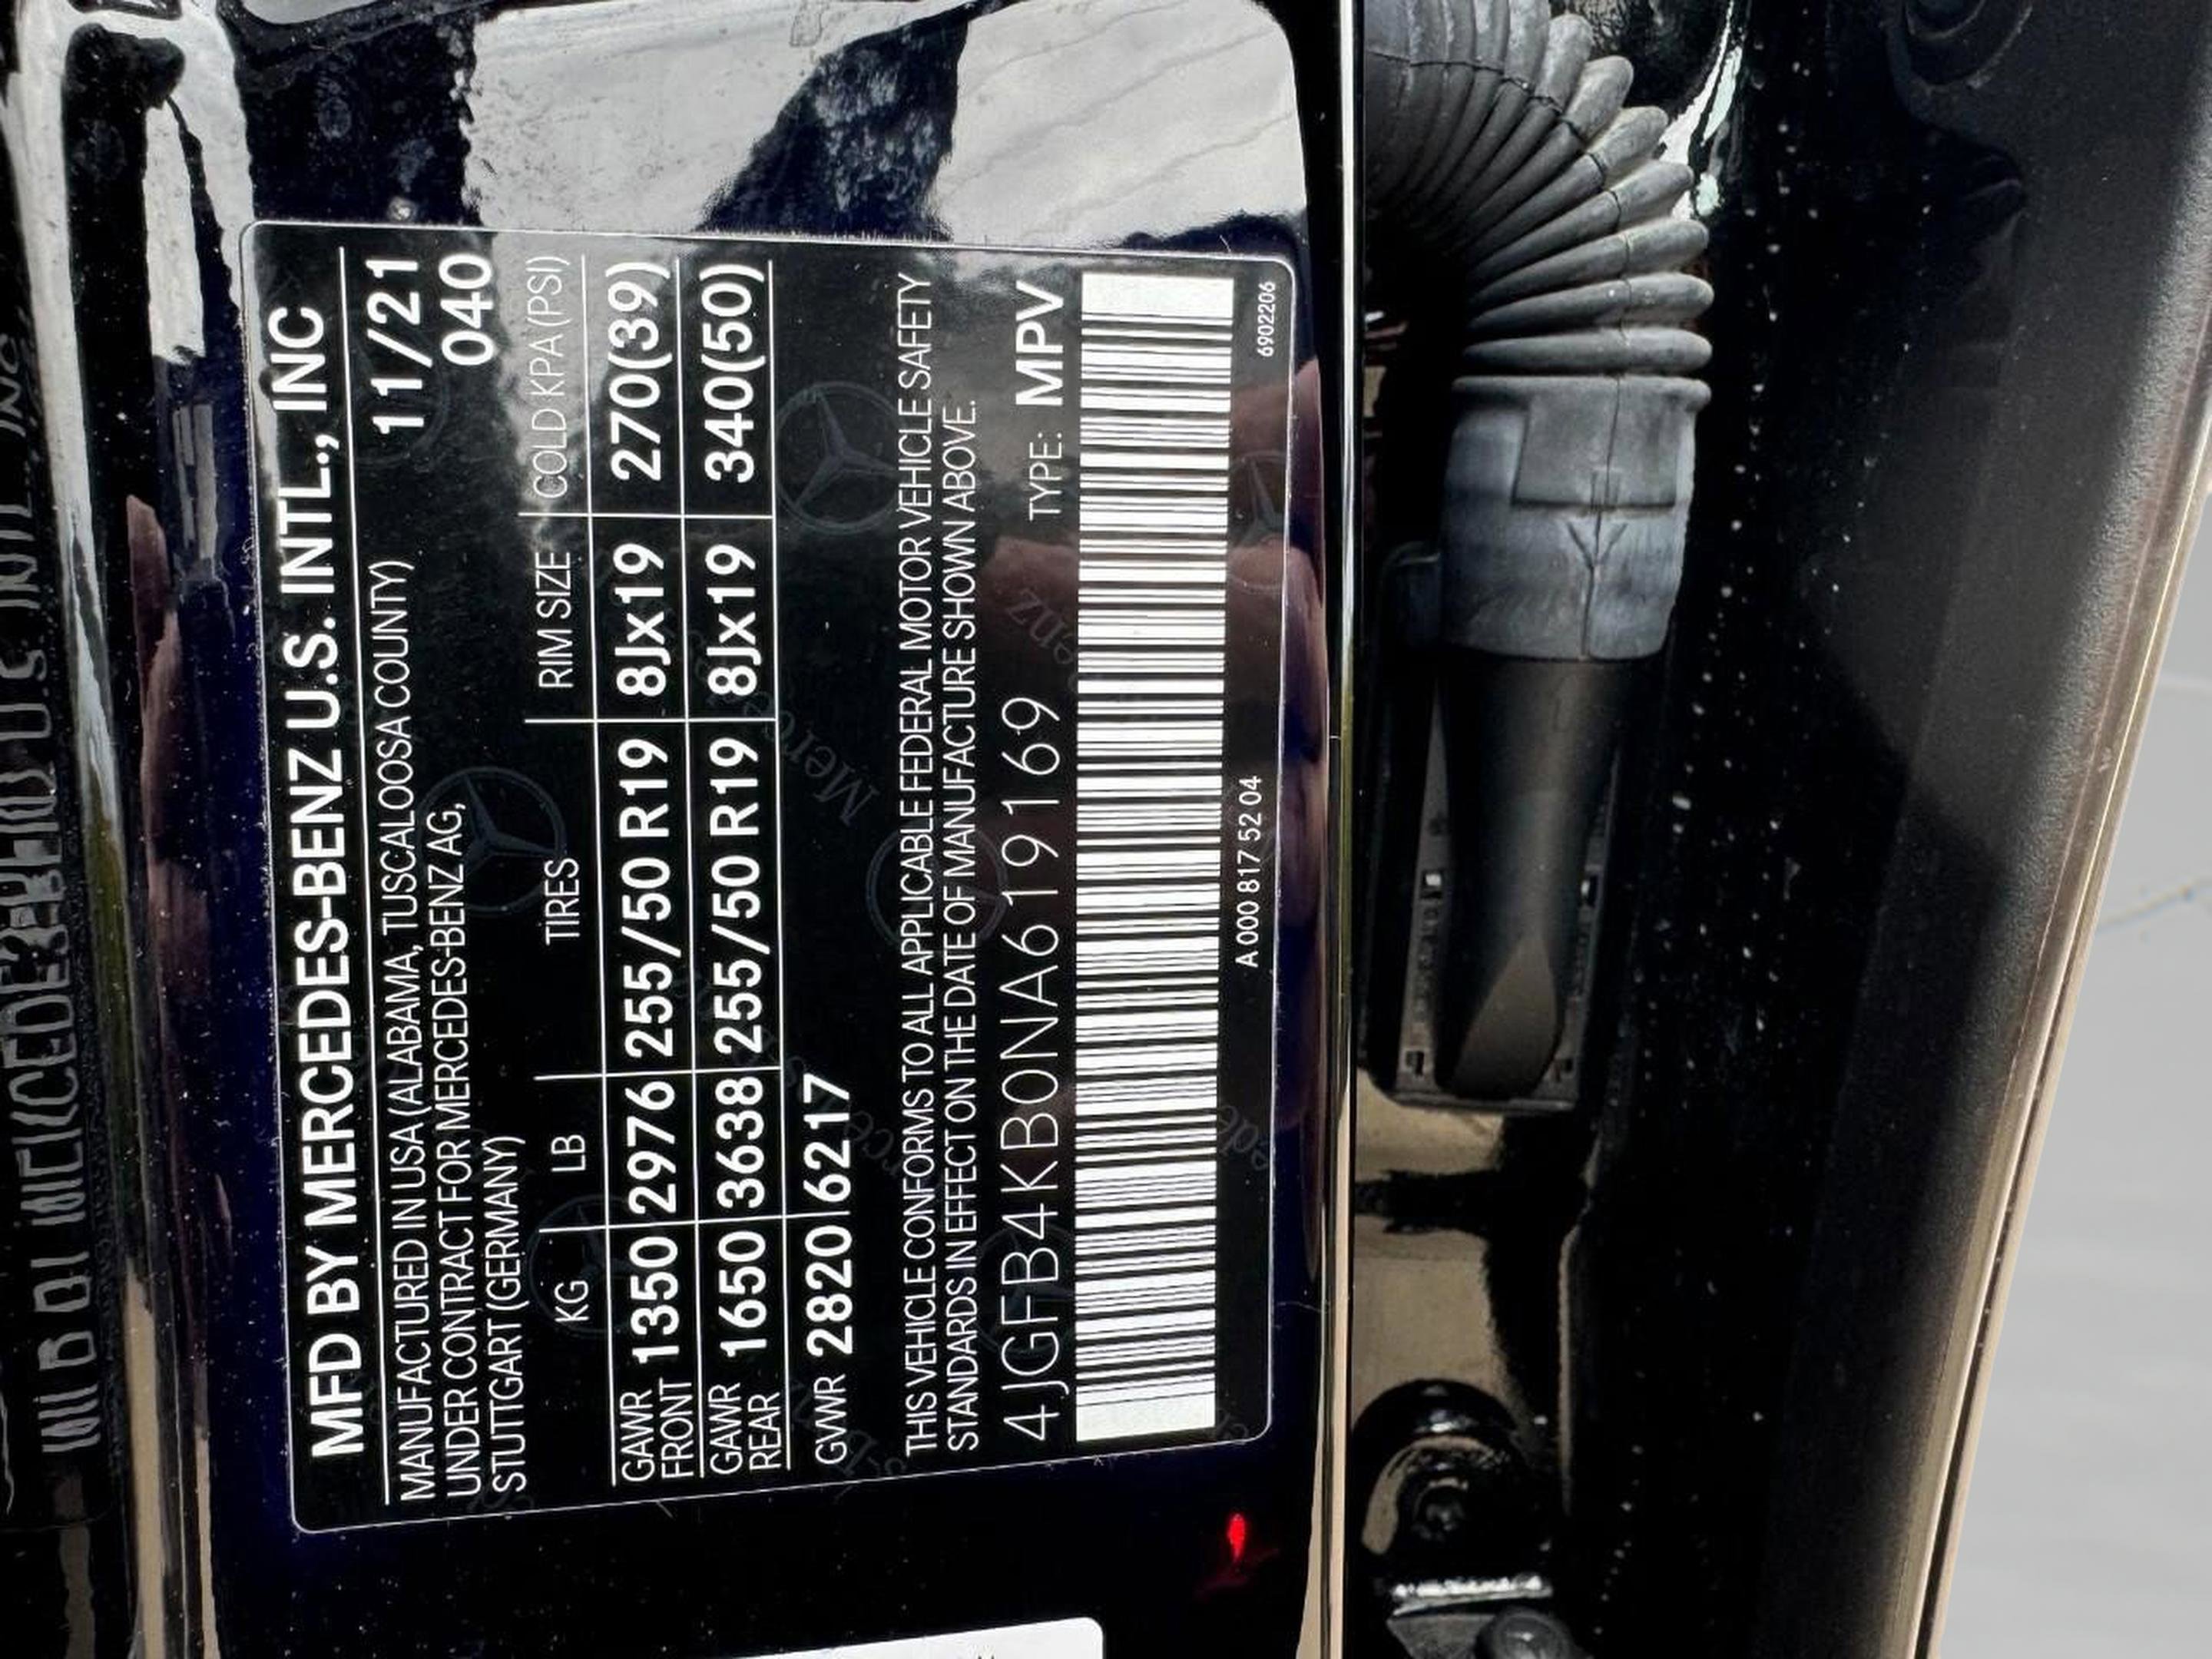 MFD BY MERCEDES-BENZ U.S. INTL., INC
MANUFACTURED IN USA (ALABAMA, TUSCALOOSA COUNTY) 11/21
UNDER CONTRACT FOR MERCEDES-BENZ AG, 040
STUTTGART (GERMANY)
KG LB TIRES RIM SIZE COLD KPA (PSI)
GAWR FRONT 1350 2976 255/50 R19 8Jx19 270(39)
GAWR REAR 1650 3638 255/50 R19 8Jx19 340(50)
GVWR 2820 6217
THIS VEHICLE CONFORMS TO ALL APPLICABLE FEDERAL MOTOR VEHICLE SAFETY
STANDARDS IN EFFECT ON THE DATE OF MANUFACTURE SHOWN ABOVE.
4JGFB4KB0NA619169 TYPE: MPV
A 000 817 52 04 6902206